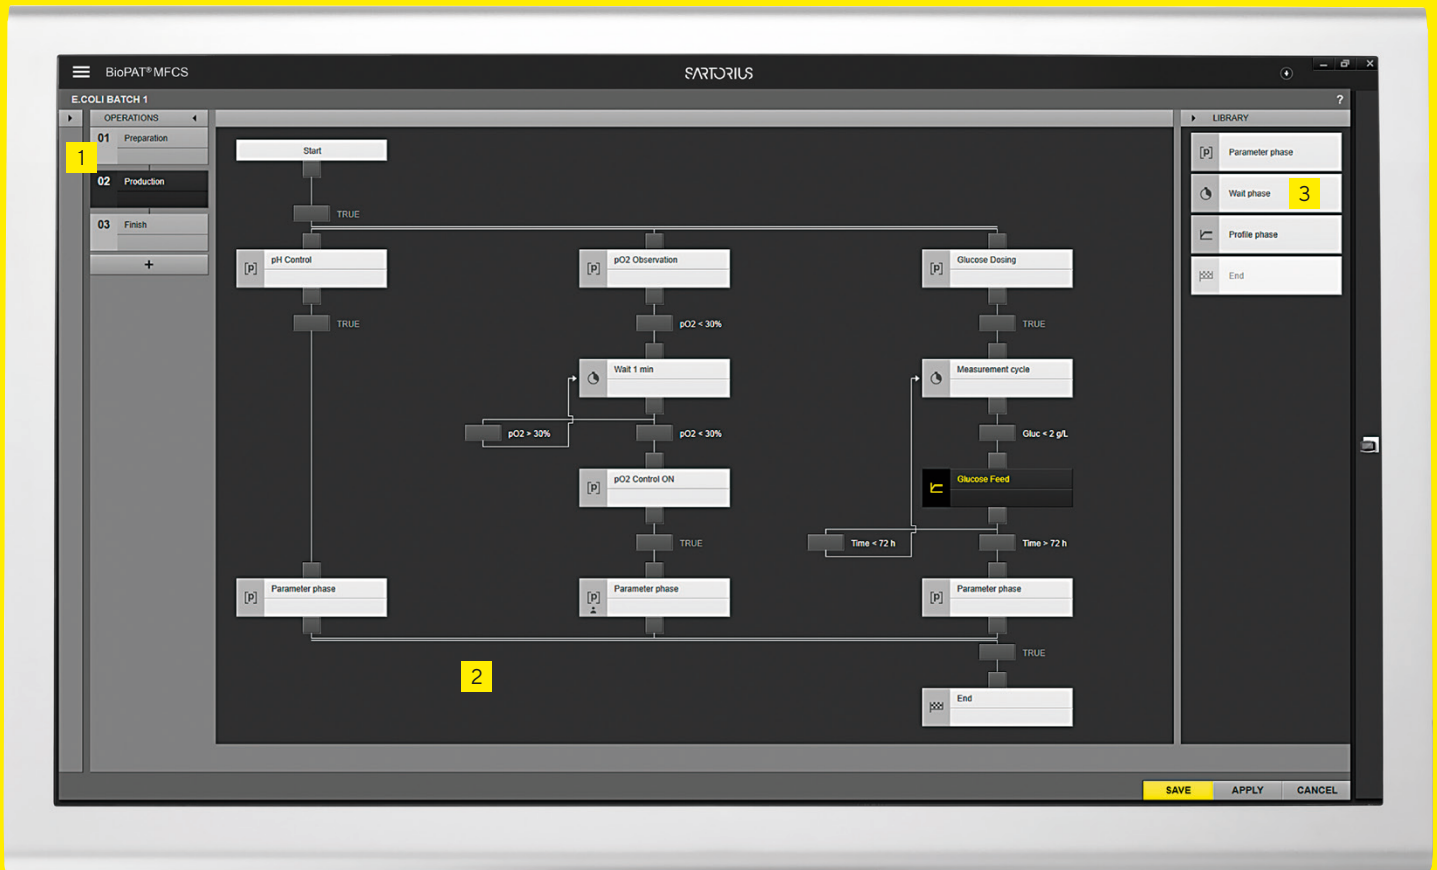 BioPAT® MFCS
SARTORIUS
E.COLI BATCH 1
?
OPERATIONS
LIBRARY
01 Preparation
1
02 Production
03 Finish
+
Start
TRUE
pH Control
pO2 Observation
Glucose Dosing
TRUE
pO2 < 30%
TRUE
Wait 1 min
Measurement cycle
pO2 > 30%
pO2 < 30%
Gluc < 2 g/L
pO2 Control ON
Glucose Feed
TRUE
Time < 72 h
Time > 72 h
Parameter phase
Parameter phase
Parameter phase
TRUE
2
End
[p] Parameter phase
Wait phase
3
Profile phase
End
SAVE
APPLY
CANCEL